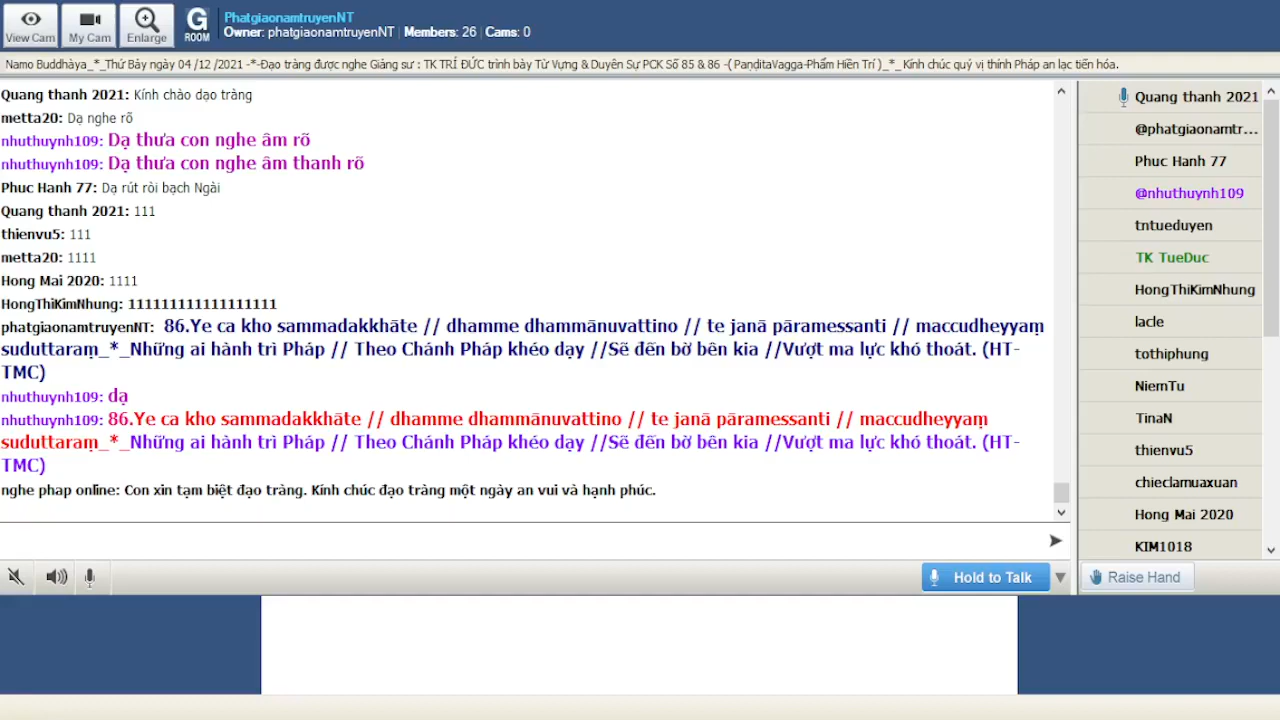 View Cam
My Cam
Enlarge
G
ROOM
PhatgiaonamtruyenNT
Owner: phatgiaonamtruyenNT | Members: 26 | Cams: 0
Namo Buddhàya_*_Thứ Bảy ngày 04 /12 /2021 -*-Đạo tràng được nghe Giảng sư : TK TRÍ ĐỨC trình bày Từ Vựng & Duyên Sự PCK Số 85 & 86 -( PaṇḍitaVagga-Phẩm Hiền Trí )_*_ Kính chúc quý vị thính Pháp an lạc tiến hóa.
Quang thanh 2021: Kính chào dạo tràng
metta20: Dạ nghe rõ
nhuthuynh109: Dạ thưa con nghe âm rõ
nhuthuynh109: Dạ thưa con nghe âm thanh rõ
Phuc Hanh 77: Dạ rút ròi bạch Ngài
Quang thanh 2021: 111
thienvu5: 111
metta20: 1111
Hong Mai 2020: 1111
HongThiKimNhung: 111111111111111111
phatgiaonamtruyenNT: 86.Ye ca kho sammadakkhāte // dhamme dhammānuvattino // te janā pāramessanti // maccudheyyaṃ
suduttaraṃ_*_Những ai hành trì Pháp // Theo Chánh Pháp khéo dạy //Sẽ đến bờ bên kia //Vượt ma lực khó thoát. (HT-
TMC)
nhuthuynh109: dạ
nhuthuynh109: 86.Ye ca kho sammadakkhāte // dhamme dhammānuvattino // te janā pāramessanti // maccudheyyaṃ
suduttaraṃ_*_Những ai hành trì Pháp // Theo Chánh Pháp khéo dạy //Sẽ đến bờ bên kia //Vượt ma lực khó thoát. (HT-
TMC)
nghe phap online: Con xin tạm biệt đạo tràng. Kính chúc đạo tràng một ngày an vui và hạnh phúc.
Hold to Talk
Quang thanh 2021
@phatgiaonamtr...
Phuc Hanh 77
@nhuthuynh109
tntueduyen
TK TueDuc
HongThiKimNhung
lacle
tothiphung
NiemTu
TinaN
thienvu5
chieclamuaxuan
Hong Mai 2020
KIM1018
Raise Hand